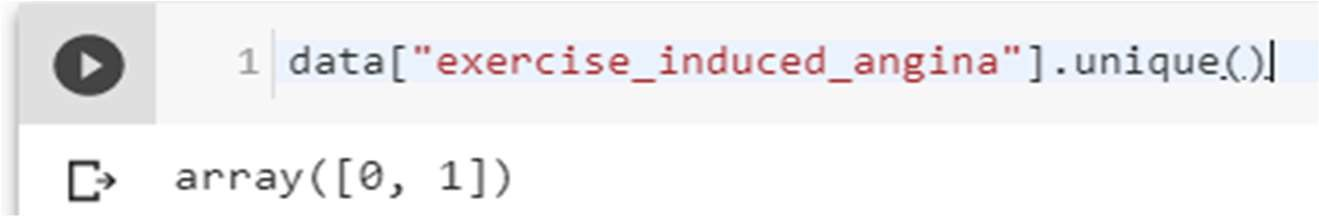 1 data["exercise_induced_angina"].unique()
array([0, 1])